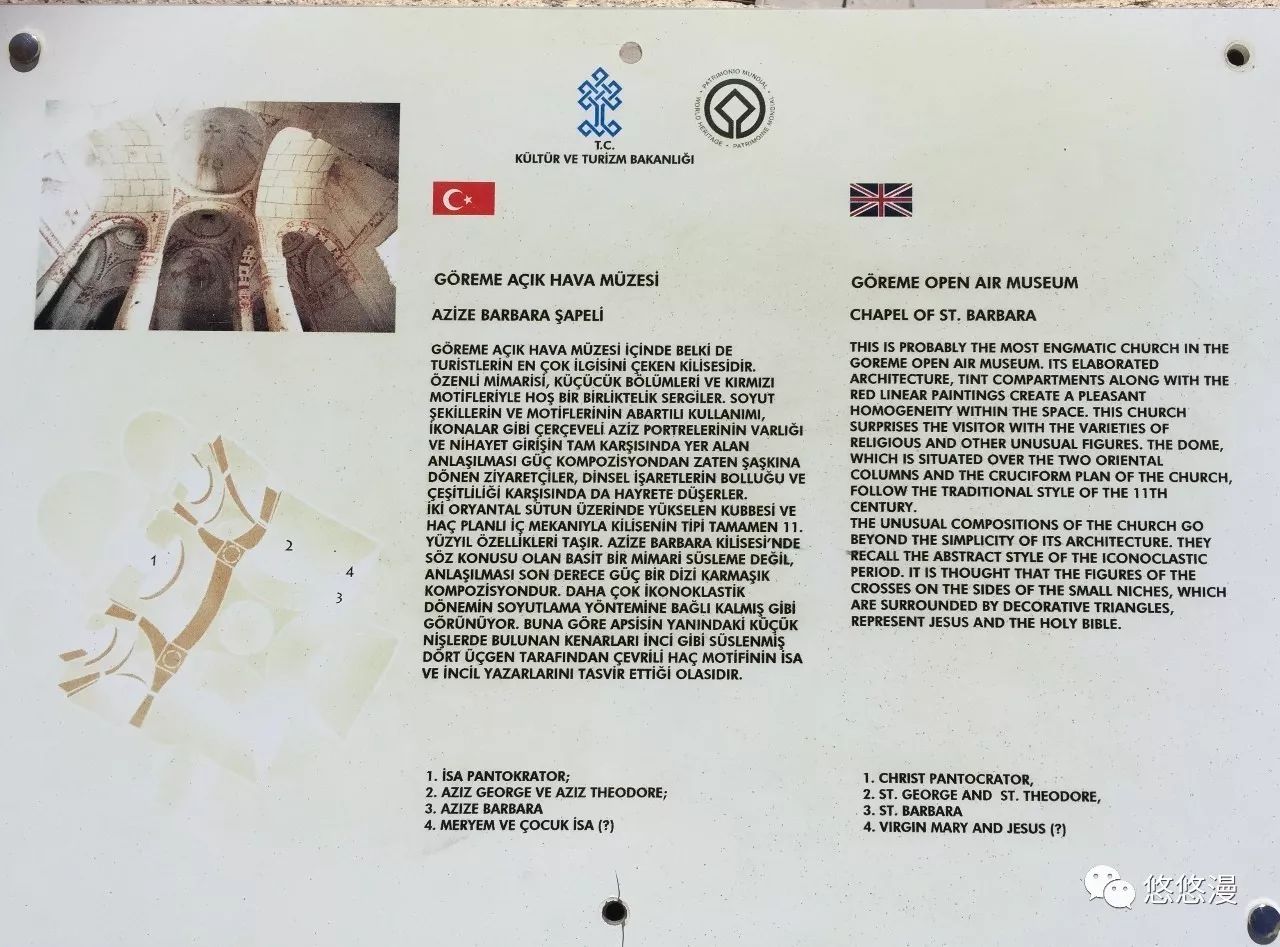 T.C.
KÜLTÜR VE TURİZM BAKANLIĞI
PATRIMONIO MUNDIAL • WORLD HERITAGE • PATRIMOINE MONDIAL •
GÖREME AÇIK HAVA MÜZESİ
AZİZE BARBARA ŞAPELİ
GÖREME AÇIK HAVA MÜZESİ İÇİNDE BELKİ DE
TURİSTLERİN EN ÇOK İLGİSİNİ ÇEKEN KİLİSESİDİR.
ÖZENLİ MİMARİSİ, KÜÇÜCÜK BÖLÜMLERİ VE KIRMIZI
MOTİFLERİYLE HOŞ BİR BİRLİKTELİK SERGİLER. SOYUT
ŞEKİLLERİN VE MOTİFLERİNİN ABARTILI KULLANIMI,
İKONALAR GİBİ ÇERÇEVELİ AZİZ PORTRELERİNİN VARLIĞI
VE NİHAYET GİRİŞİN TAM KARŞISINDA YER ALAN
ANLAŞILMASI GÜÇ KOMPOZİSYONDAN ZATEN ŞAŞKINA
DÖNEN ZİYARETÇİLER, DİNSEL İŞARETLERİN BOLLUĞU VE
ÇEŞİTLİLİĞİ KARŞISINDA DA HAYRETE DÜŞERLER.
İKİ ORYANTAL SÜTUN ÜZERİNDE YÜKSELEN KUBBESİ VE
HAÇ PLANLI İÇ MEKANIYLA KİLİSENİN TİPİ TAMAMEN 11.
YÜZYIL ÖZELLİKLERİ TAŞIR. AZİZE BARBARA KİLİSESİ'NDE
SÖZ KONUSU OLAN BASİT BİR MİMARİ SÜSLEME DEĞİL,
ANLAŞILMASI SON DERECE GÜÇ BİR DİZİ KARMAŞIK
KOMPOZİSYONDUR. DAHA ÇOK İKONOKLASTİK
DÖNEMİN SOYUTLAMA YÖNTEMİNE BAĞLI KALMIŞ GİBİ
GÖRÜNÜYOR. BUNA GÖRE APSİSİN YANINDAKİ KÜÇÜK
NİŞLERDE BULUNAN KENARLARI İNCİ GİBİ SÜSLENMİŞ
DÖRT ÜÇGEN TARAFINDAN ÇEVRİLİ HAÇ MOTİFİNİN İSA
VE İNCİL YAZARLARINI TASVİR ETTİĞİ OLASIDIR.
1. İSA PANTOKRATOR;
2. AZIZ GEORGE VE AZIZ THEODORE;
3. AZIZE BARBARA
4. MERYEM VE ÇOCUK İSA (?)
GÖREME OPEN AIR MUSEUM
CHAPEL OF ST. BARBARA
THIS IS PROBABLY THE MOST ENGMATIC CHURCH IN THE
GOREME OPEN AIR MUSEUM. ITS ELABORATED
ARCHITECTURE, TINT COMPARTMENTS ALONG WITH THE
RED LINEAR PAINTINGS CREATE A PLEASANT
HOMOGENEITY WITHIN THE SPACE. THIS CHURCH
SURPRISES THE VISITOR WITH THE VARIETIES OF
RELIGIOUS AND OTHER UNUSUAL FIGURES. THE DOME,
WHICH IS SITUATED OVER THE TWO ORIENTAL
COLUMNS AND THE CRUCIFORM PLAN OF THE CHURCH,
FOLLOW THE TRADITIONAL STYLE OF THE 11TH
CENTURY.
THE UNUSUAL COMPOSITIONS OF THE CHURCH GO
BEYOND THE SIMPLICITY OF ITS ARCHITECTURE. THEY
RECALL THE ABSTRACT STYLE OF THE ICONOCLASTIC
PERIOD. IT IS THOUGHT THAT THE FIGURES OF THE
CROSSES ON THE SIDES OF THE SMALL NICHES, WHICH
ARE SURROUNDED BY DECORATIVE TRIANGLES,
REPRESENT JESUS AND THE HOLY BIBLE.
1. CHRIST PANTOCRATOR,
2. ST. GEORGE AND ST. THEODORE,
3. ST. BARBARA
4. VIRGIN MARY AND JESUS (?)
1
2
4
3
悠悠漫